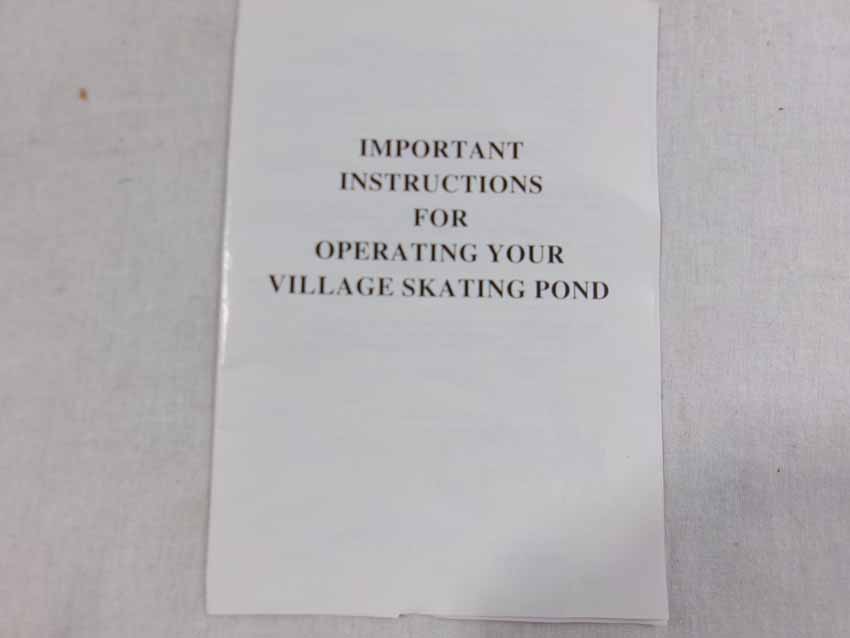 IMPORTANT
INSTRUCTIONS
FOR
OPERATING YOUR
VILLAGE SKATING POND